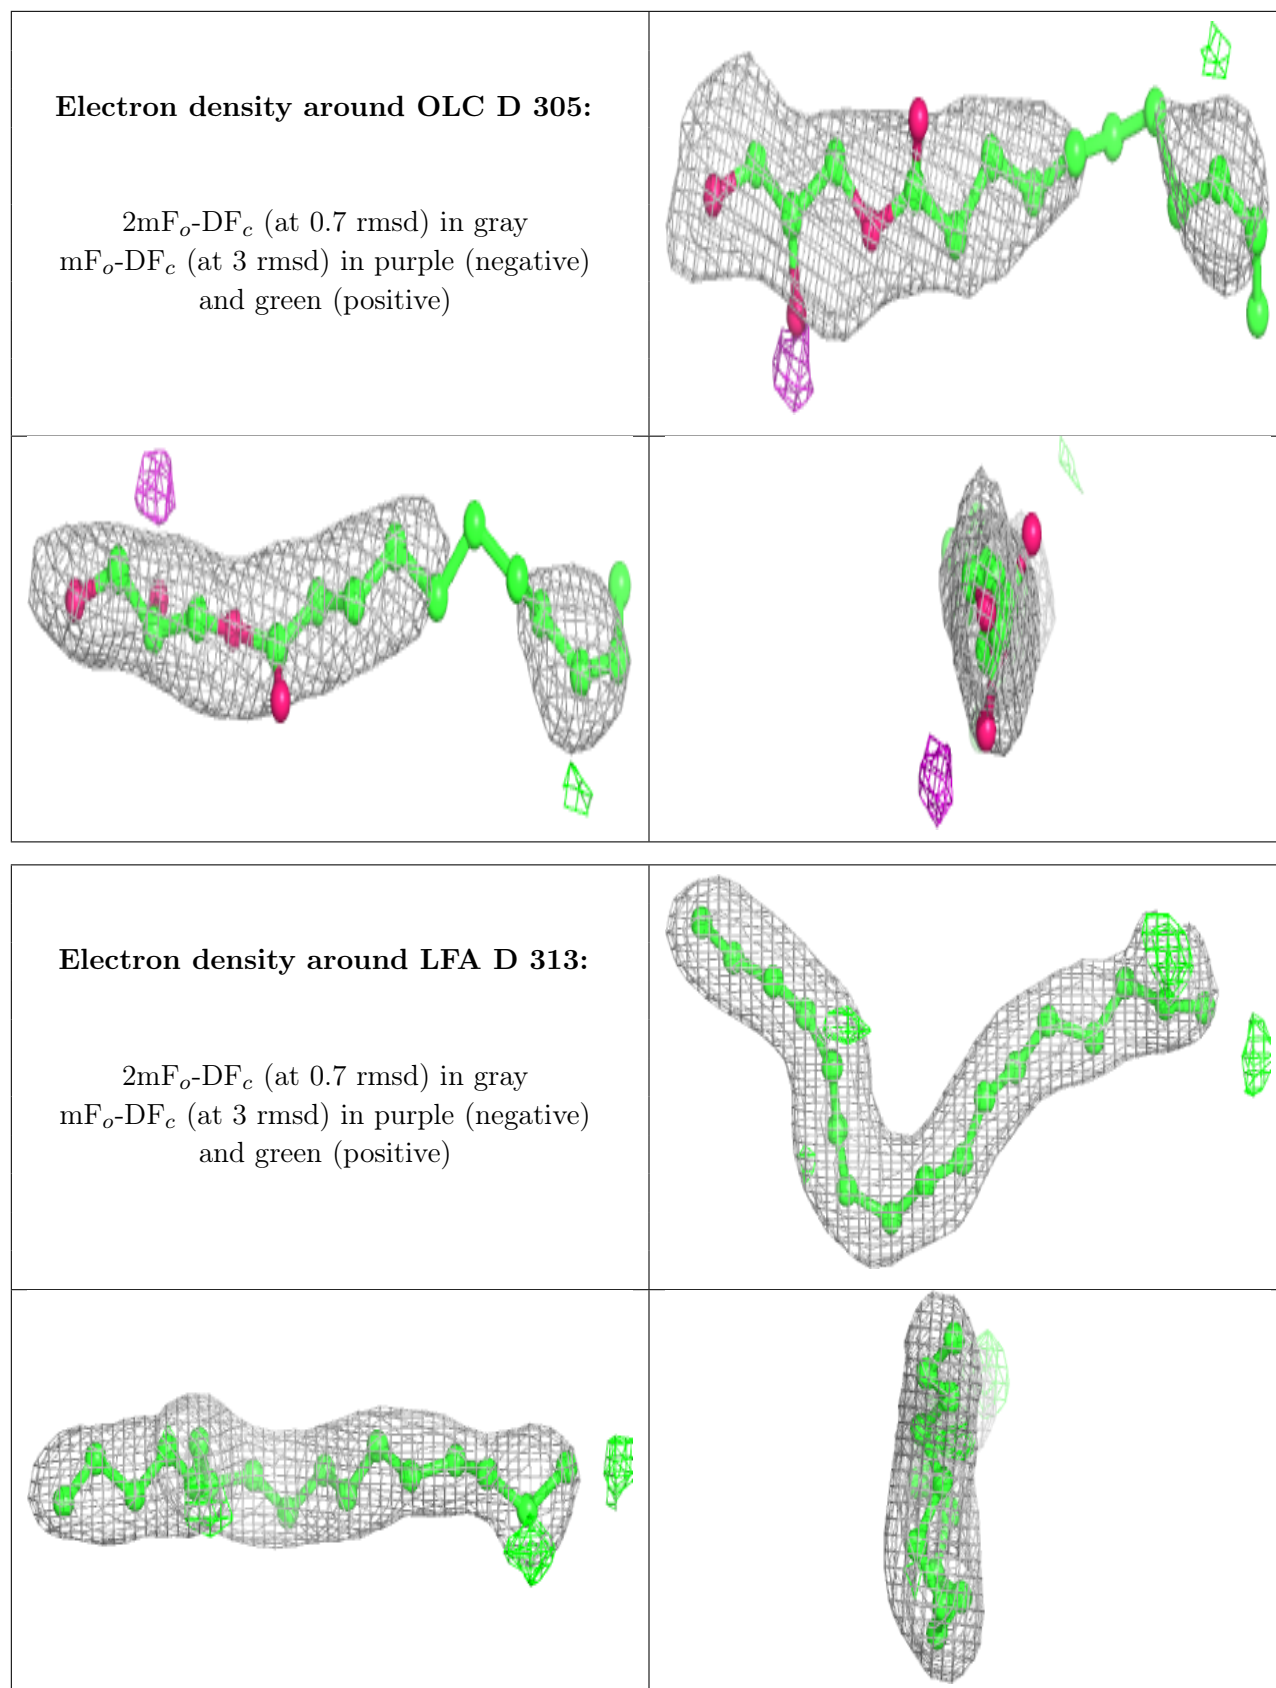 Electron density around OLC D 305:
2mFo-DFc (at 0.7 rmsd) in gray
mFo-DFc (at 3 rmsd) in purple (negative)
and green (positive)
Electron density around LFA D 313:
2mFo-DFc (at 0.7 rmsd) in gray
mFo-DFc (at 3 rmsd) in purple (negative)
and green (positive)